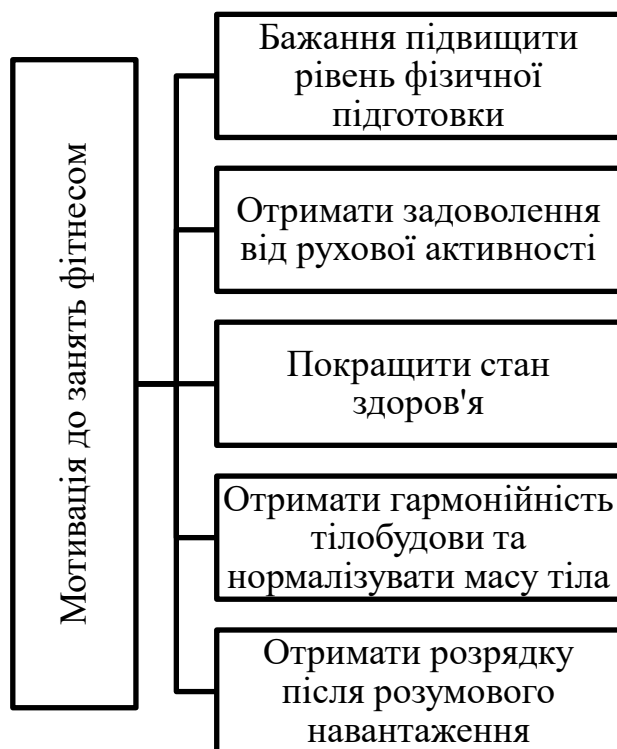 Мотивація до занять фітнесом
Бажання підвищити
рівень фізичної
підготовки
Отримати задоволення
від рухової активності
Покращити стан
здоров'я
Отримати гармонійність
тілобудови та
нормалізувати масу тіла
Отримати розрядку
після розумового
навантаження